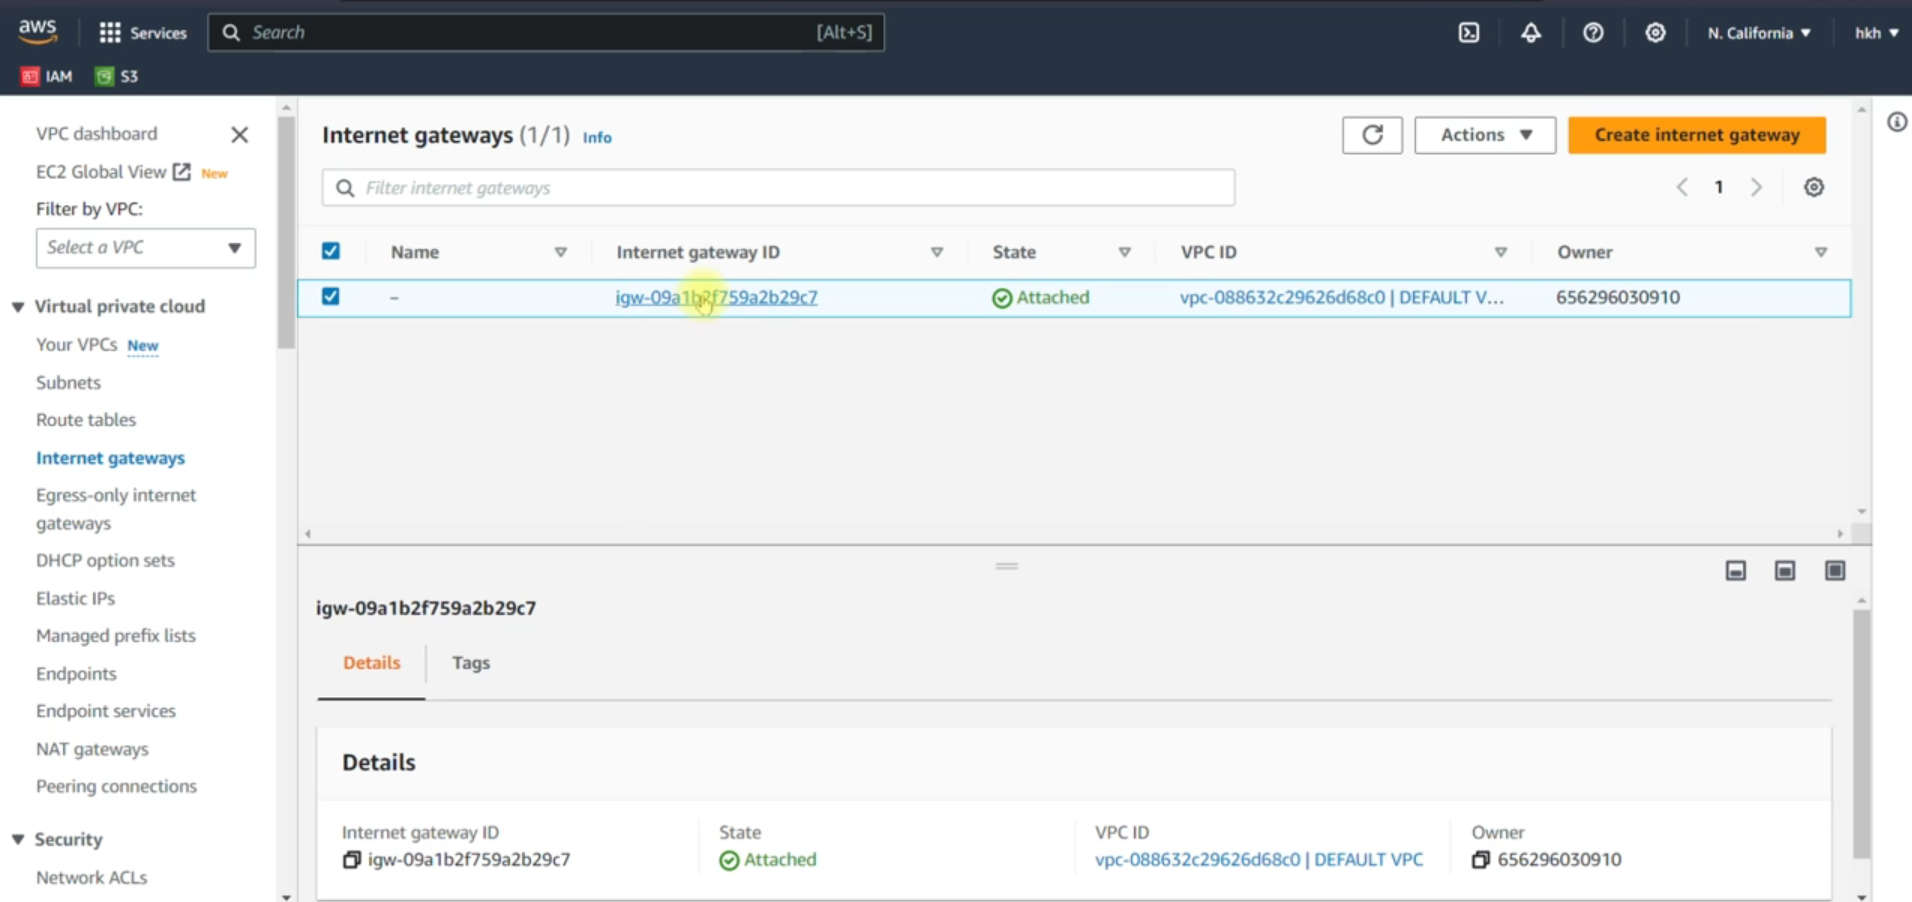 aws
Services
Search
[Alt+S]
N. California
hkh
IAM
S3
VPC dashboard
EC2 Global View New
Filter by VPC:
Select a VPC
Virtual private cloud
Your VPCs New
Subnets
Route tables
Internet gateways
Egress-only internet
gateways
DHCP option sets
Elastic IPs
Managed prefix lists
Endpoints
Endpoint services
NAT gateways
Peering connections
Security
Network ACLs
Internet gateways (1/1) Info
Actions
Create internet gateway
Filter internet gateways
1
Name Internet gateway ID State VPC ID Owner
– igw-09a1b2f759a2b29c7 Attached vpc-088632c29626d68c0 | DEFAULT V... 656296030910
igw-09a1b2f759a2b29c7
Details Tags
Details
Internet gateway ID State VPC ID Owner
igw-09a1b2f759a2b29c7 Attached vpc-088632c29626d68c0 | DEFAULT VPC 656296030910